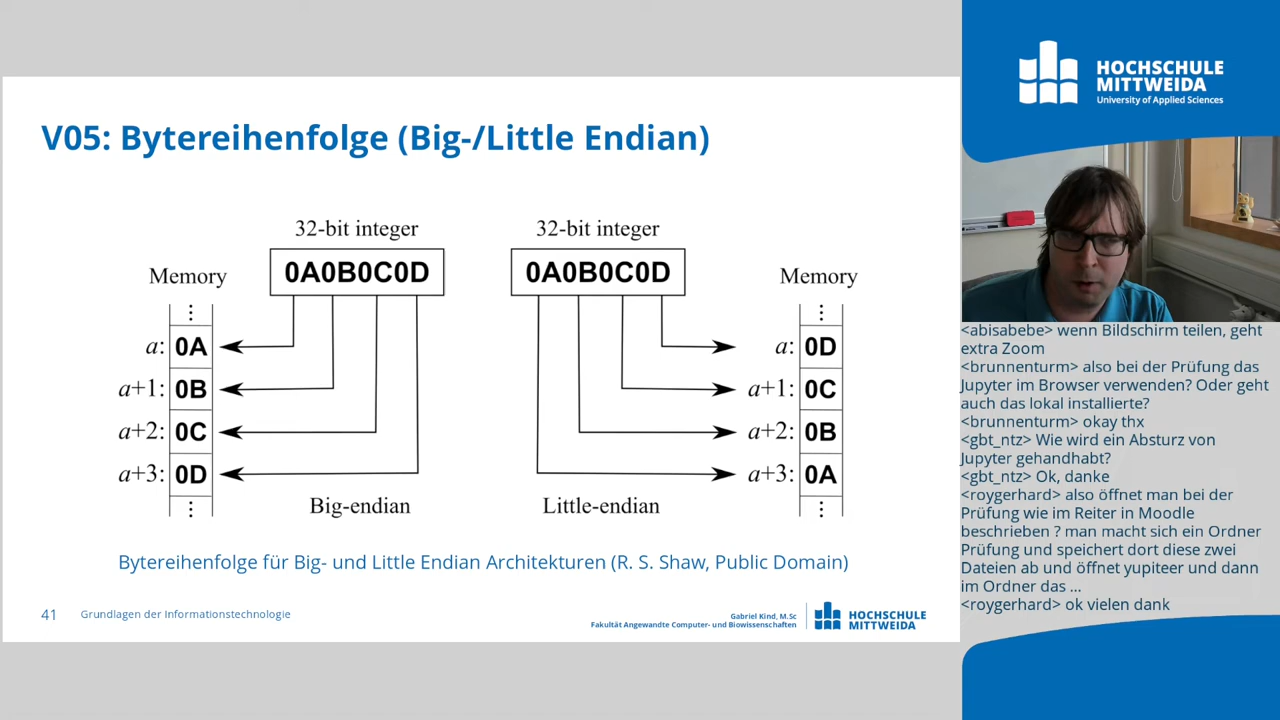 V05: Bytereihenfolge (Big-/Little Endian)
32-bit integer
0A0B0C0D
Memory
⋮
a: 0A
a+1: 0B
a+2: 0C
a+3: 0D
⋮
Big-endian
32-bit integer
0A0B0C0D
Memory
⋮
a: 0D
a+1: 0C
a+2: 0B
a+3: 0A
⋮
Little-endian
Bytereihenfolge für Big- und Little Endian Architekturen (R. S. Shaw, Public Domain)
41
Grundlagen der Informationstechnologie
Gabriel Kind, M.Sc
Fakultät Angewandte Computer- und Biowissenschaften
HOCHSCHULE
MITTWEIDA
HOCHSCHULE
MITTWEIDA
University of Applied Sciences
<abisabebe> wenn Bildschirm teilen, geht
extra Zoom
<brunnenturm> also bei der Prüfung das
Jupyter im Browser verwenden? Oder geht
auch das lokal installierte?
<brunnenturm> okay thx
<gbt_ntz> Wie wird ein Absturz von
Jupyter gehandhabt?
<gbt_ntz> Ok, danke
<roygerhard> also öffnet man bei der
Prüfung wie im Reiter in Moodle
beschrieben ? man macht sich ein Ordner
Prüfung und speichert dort diese zwei
Dateien ab und öffnet yupiteer und dann
im Ordner das ...
<roygerhard> ok vielen dank